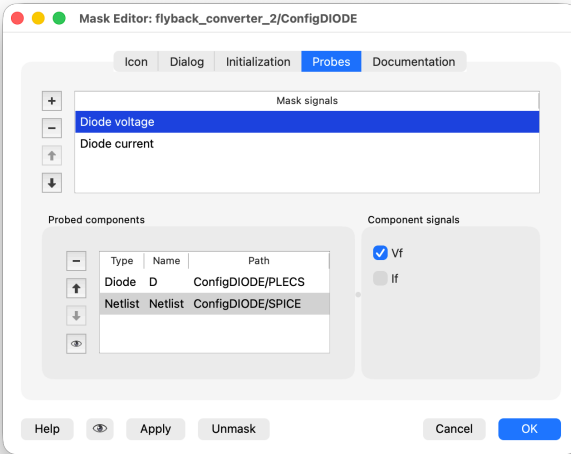 Mask Editor: flyback_converter_2/ConfigDIODE
Icon Dialog Initialization Probes Documentation
Mask signals
Diode voltage
Diode current
Probed components
Component signals
Type Name Path
Diode D ConfigDIODE/PLECS
Netlist Netlist ConfigDIODE/SPICE
Vf
If
Help Apply Unmask Cancel OK